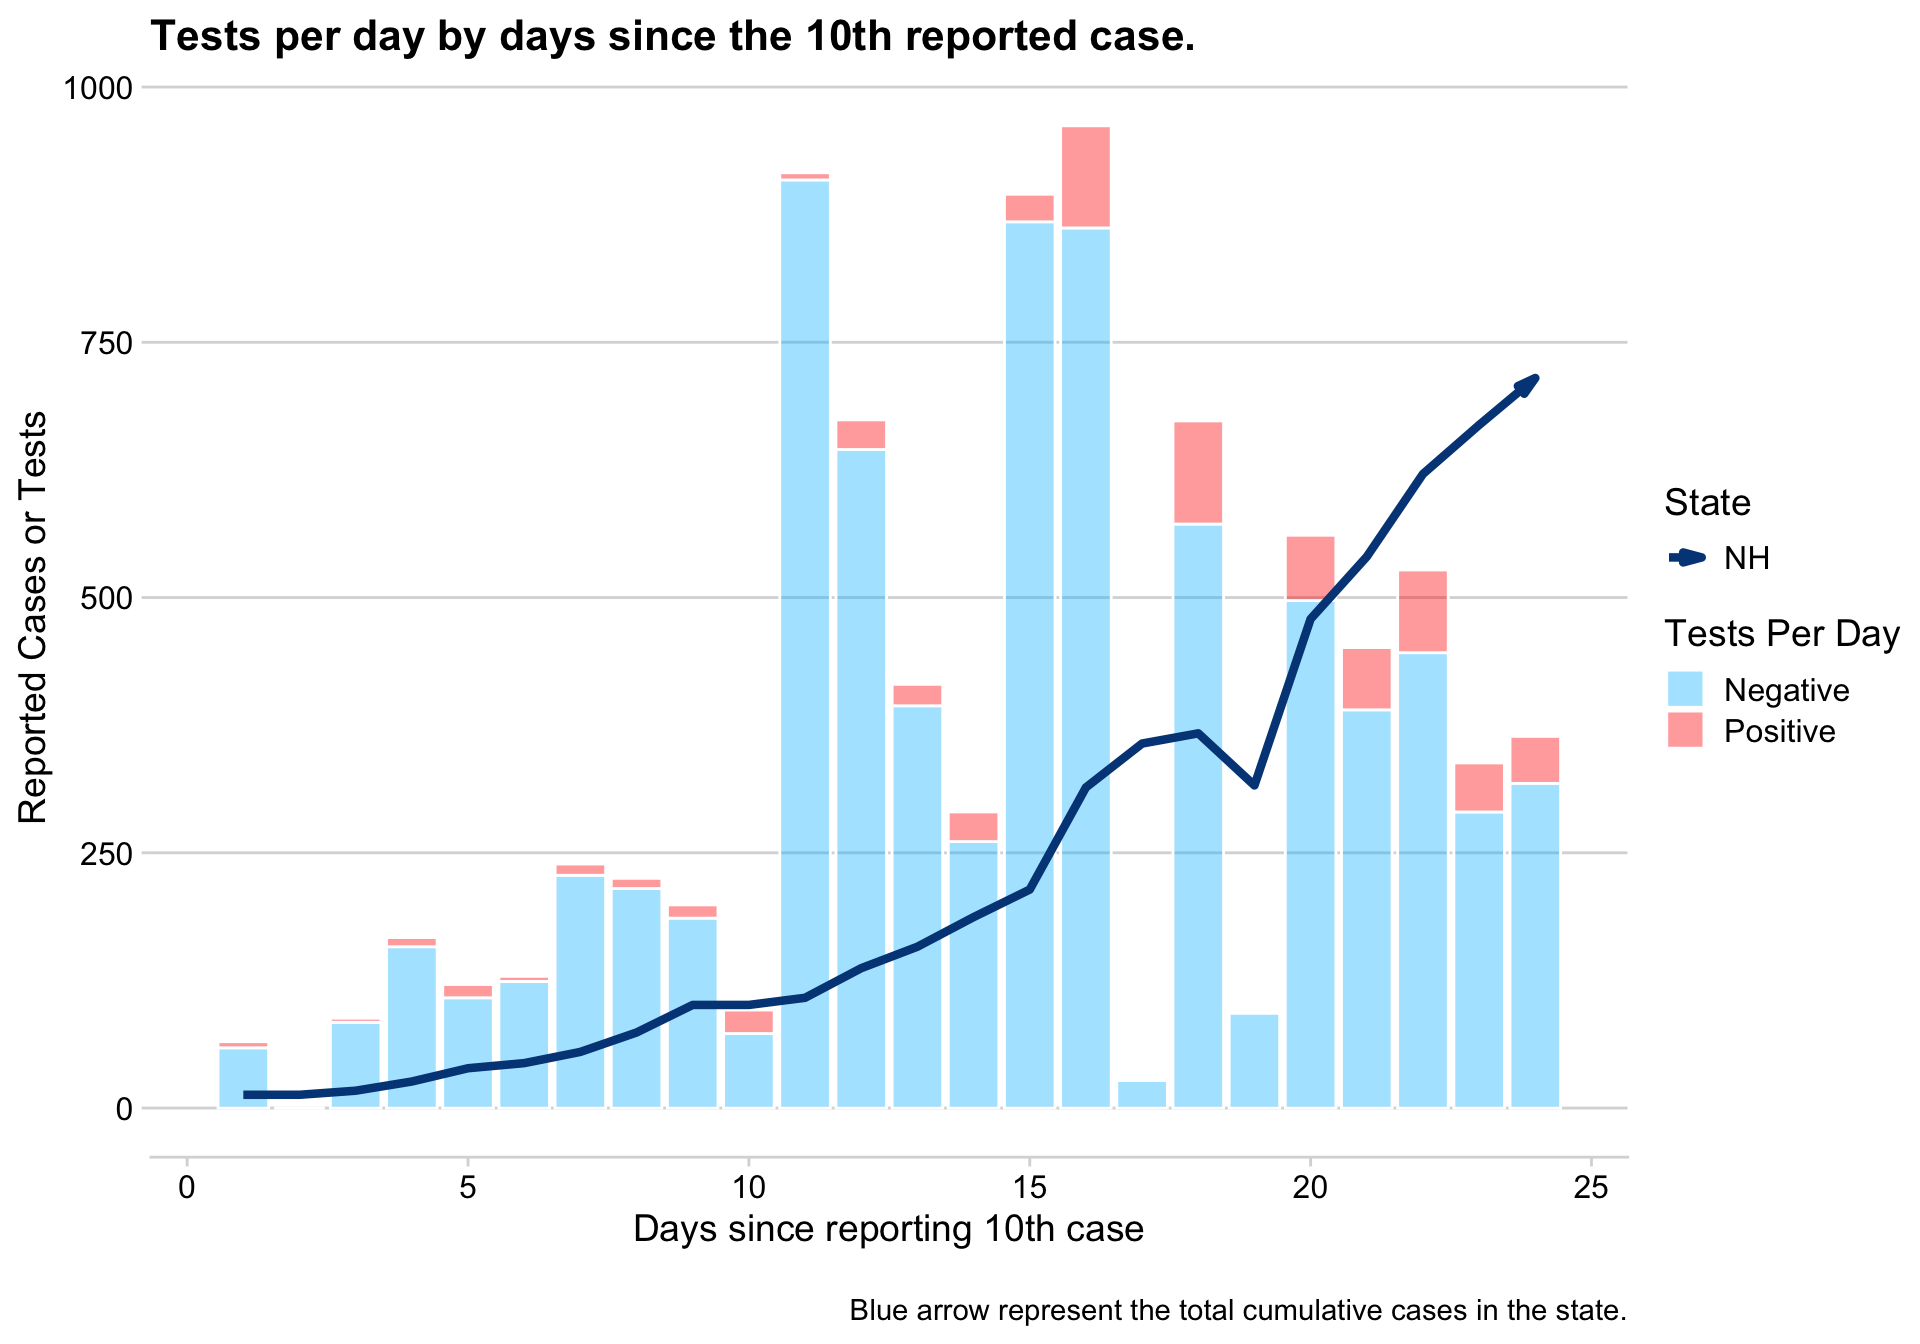 Tests per day by days since the 10th reported case.
1000
750
500
250
0
Reported Cases or Tests
0 5 10 15 20 25
Days since reporting 10th case
State
NH
Tests Per Day
Negative
Positive
Blue arrow represent the total cumulative cases in the state.